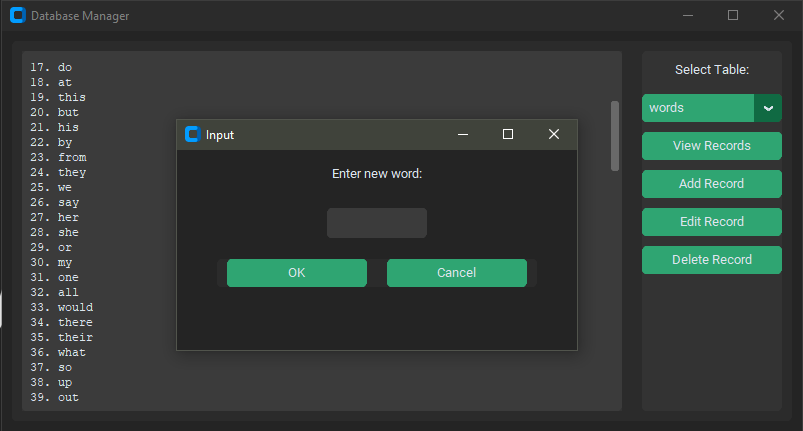 Database Manager
17. do
18. at
19. this
20. but
21. his
22. by
23. from
24. they
25. we
26. say
27. her
28. she
29. or
30. my
31. one
32. all
33. would
34. there
35. their
36. what
37. so
38. up
39. out
Input
Enter new word:
OK
Cancel
Select Table:
words
View Records
Add Record
Edit Record
Delete Record